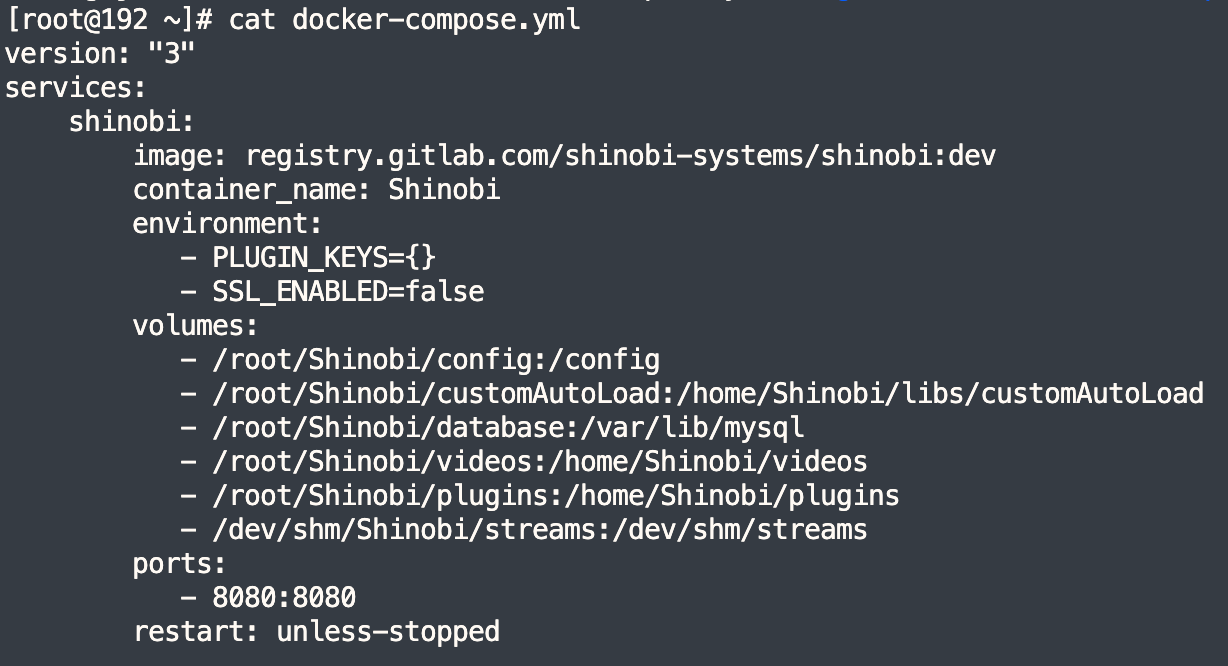 [root@192 ~]# cat docker-compose.yml
version: "3"
services:
    shinobi:
        image: registry.gitlab.com/shinobi-systems/shinobi:dev
        container_name: Shinobi
        environment:
           - PLUGIN_KEYS={}
           - SSL_ENABLED=false
        volumes:
           - /root/Shinobi/config:/config
           - /root/Shinobi/customAutoLoad:/home/Shinobi/libs/customAutoLoad
           - /root/Shinobi/database:/var/lib/mysql
           - /root/Shinobi/videos:/home/Shinobi/videos
           - /root/Shinobi/plugins:/home/Shinobi/plugins
           - /dev/shm/Shinobi/streams:/dev/shm/streams
        ports:
           - 8080:8080
        restart: unless-stopped